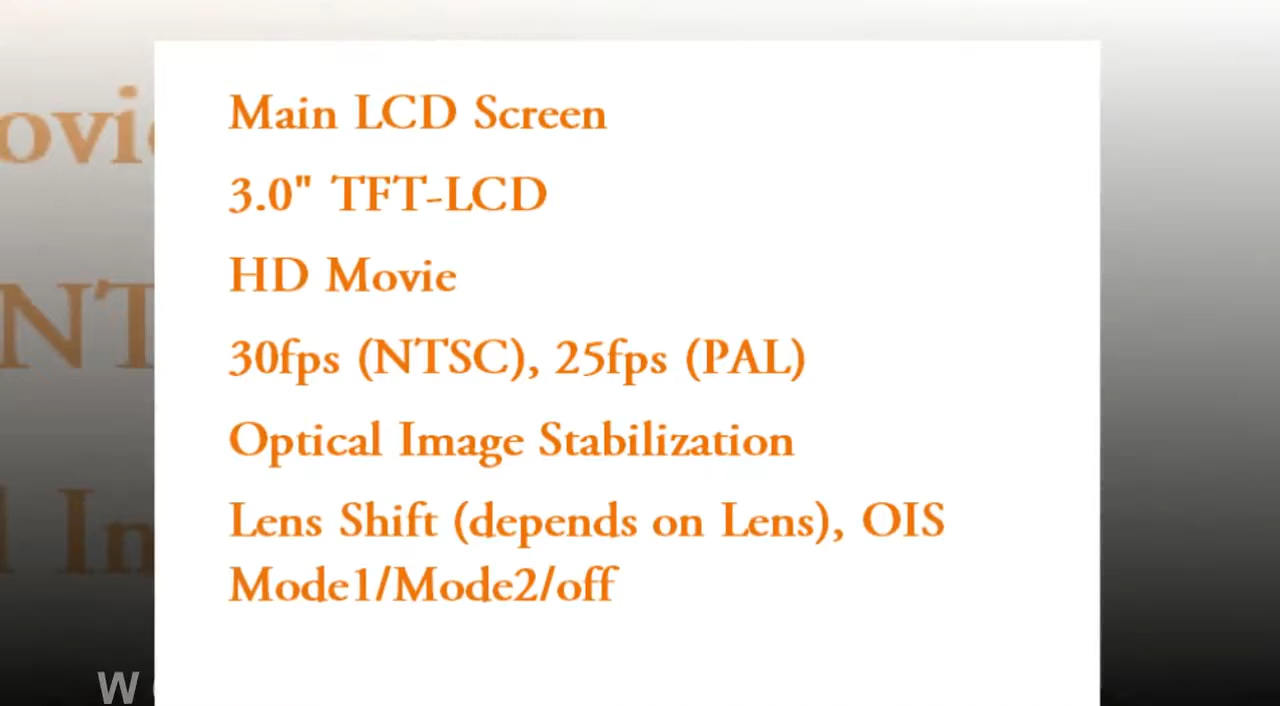 Main LCD Screen
3.0" TFT-LCD
HD Movie
30fps (NTSC), 25fps (PAL)
Optical Image Stabilization
Lens Shift (depends on Lens), OIS
Mode1/Mode2/off